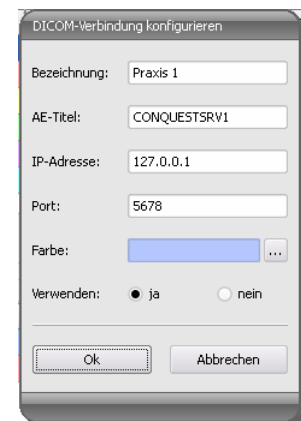 DICOM-Verbindung konfigurieren
Bezeichnung: Praxis 1
AE-Titel: CONQUESTSRV1
IP-Adresse: 127.0.0.1
Port: 5678
Farbe: ...
Verwenden: ja nein
Ok Abbrechen